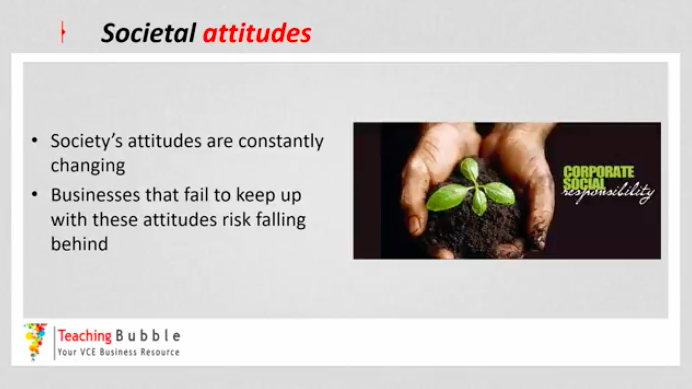 Societal attitudes
• Society's attitudes are constantly
changing
• Businesses that fail to keep up
with these attitudes risk falling
behind
CORPORATE
SOCIAL
responsibility
Teaching Bubble
Your VCE Business Resource